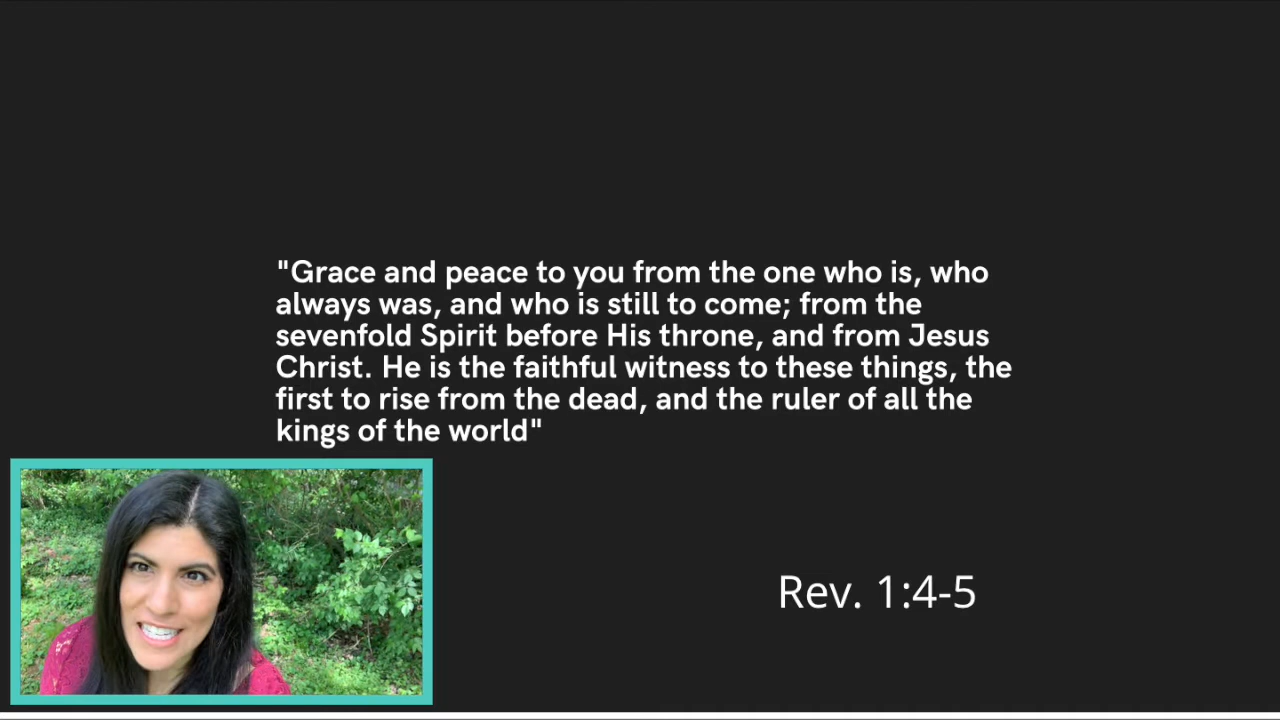 "Grace and peace to you from the one who is, who
always was, and who is still to come; from the
sevenfold Spirit before His throne, and from Jesus
Christ. He is the faithful witness to these things, the
first to rise from the dead, and the ruler of all the
kings of the world"
Rev. 1:4-5